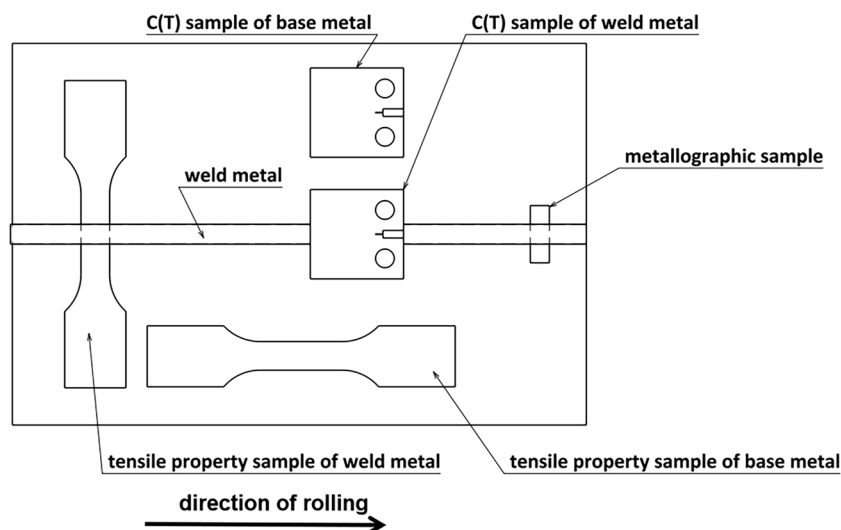 C(T) sample of base metal
C(T) sample of weld metal
metallographic sample
weld metal
tensile property sample of weld metal
tensile property sample of base metal
direction of rolling